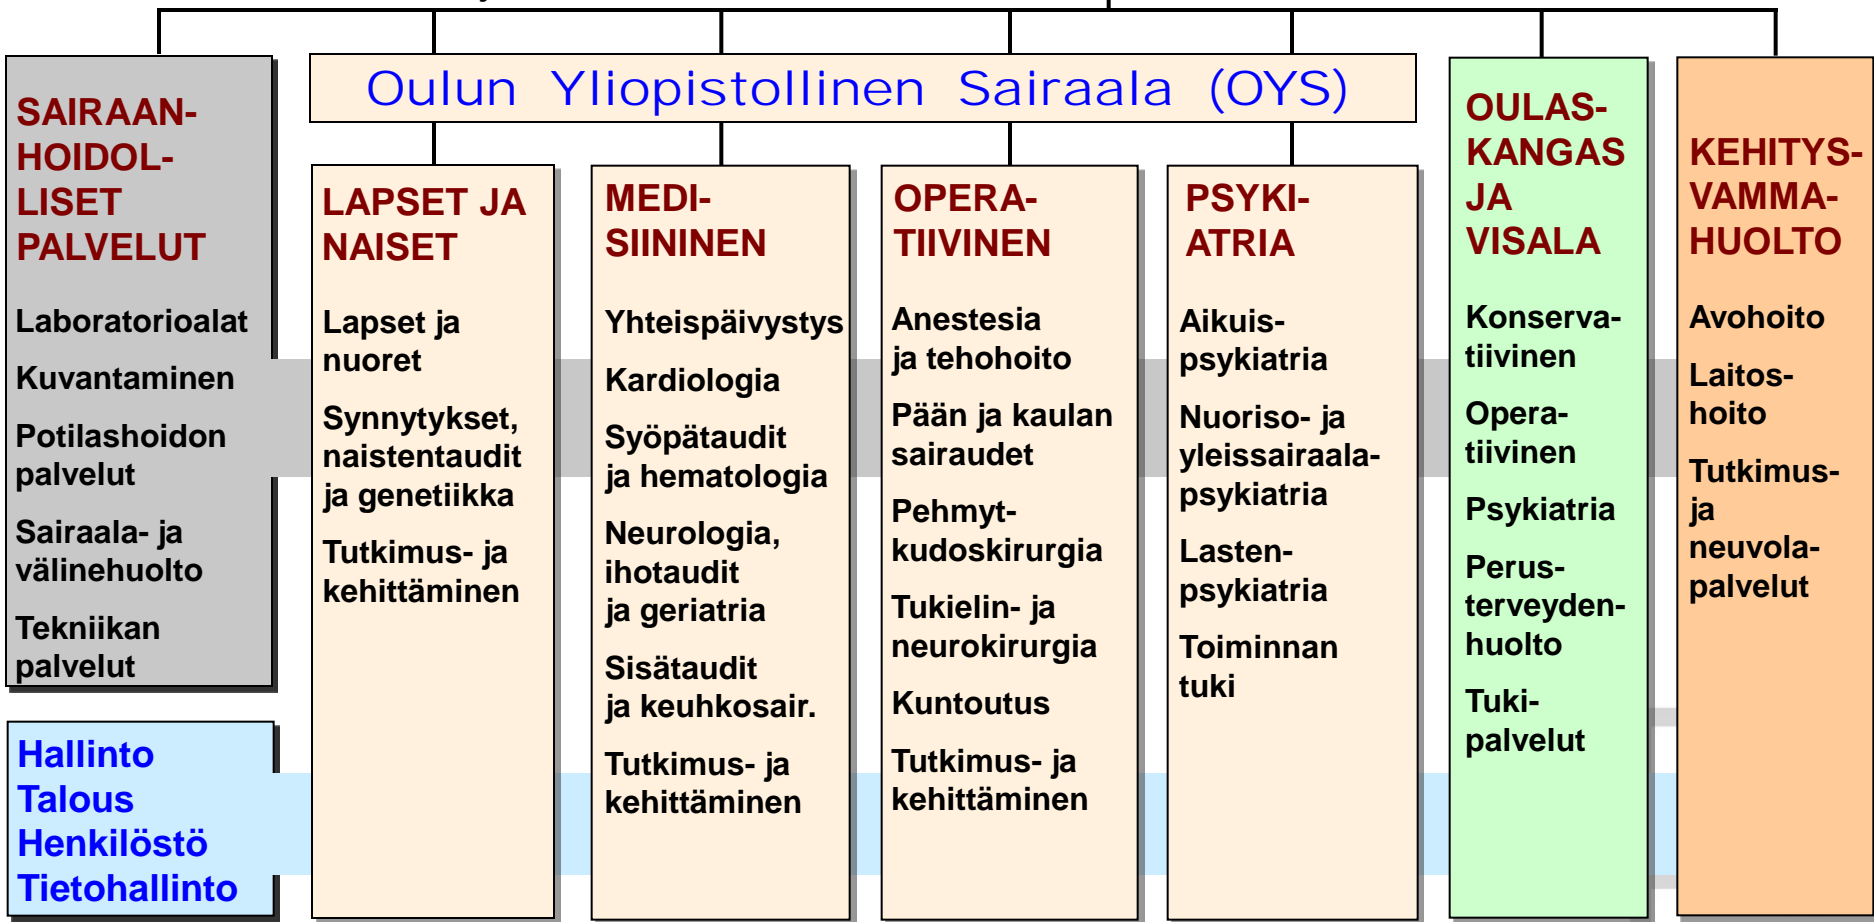 SAIRAAN-
HOIDOL-
LISET
PALVELUT
Laboratorioalat
Kuvantaminen
Potilashoidon
palvelut
Sairaala- ja
välinehuolto
Tekniikan
palvelut
Hallinto
Talous
Henkilöstö
Tietohallinto
Oulun Yliopistollinen Sairaala (OYS)
LAPSET JA
NAISET
Lapset ja
nuoret
Synnytykset,
naistentaudit
ja genetiikka
Tutkimus- ja
kehittäminen
MEDI-
SIININEN
Yhteispäivystys
Kardiologia
Syöpätaudit
ja hematologia
Neurologia,
ihotaudit
ja geriatria
Sisätaudit
ja keuhkosair.
Tutkimus- ja
kehittäminen
OPERA-
TIIVINEN
Anestesia
ja tehohoito
Pään ja kaulan
sairaudet
Pehmyt-
kudoskirurgia
Tukielin- ja
neurokirurgia
Kuntoutus
Tutkimus- ja
kehittäminen
PSYKI-
ATRIA
Aikuis-
psykiatria
Nuoriso- ja
yleissairaala-
psykiatria
Lasten-
psykiatria
Toiminnan
tuki
OULAS-
KANGAS
JA
VISALA
Konserva-
tiivinen
Opera-
tiivinen
Psykiatria
Perus-
terveyden-
huolto
Tuki-
palvelut
KEHITYS-
VAMMA-
HUOLTO
Avohoito
Laitos-
hoito
Tutkimus-
ja
neuvola-
palvelut